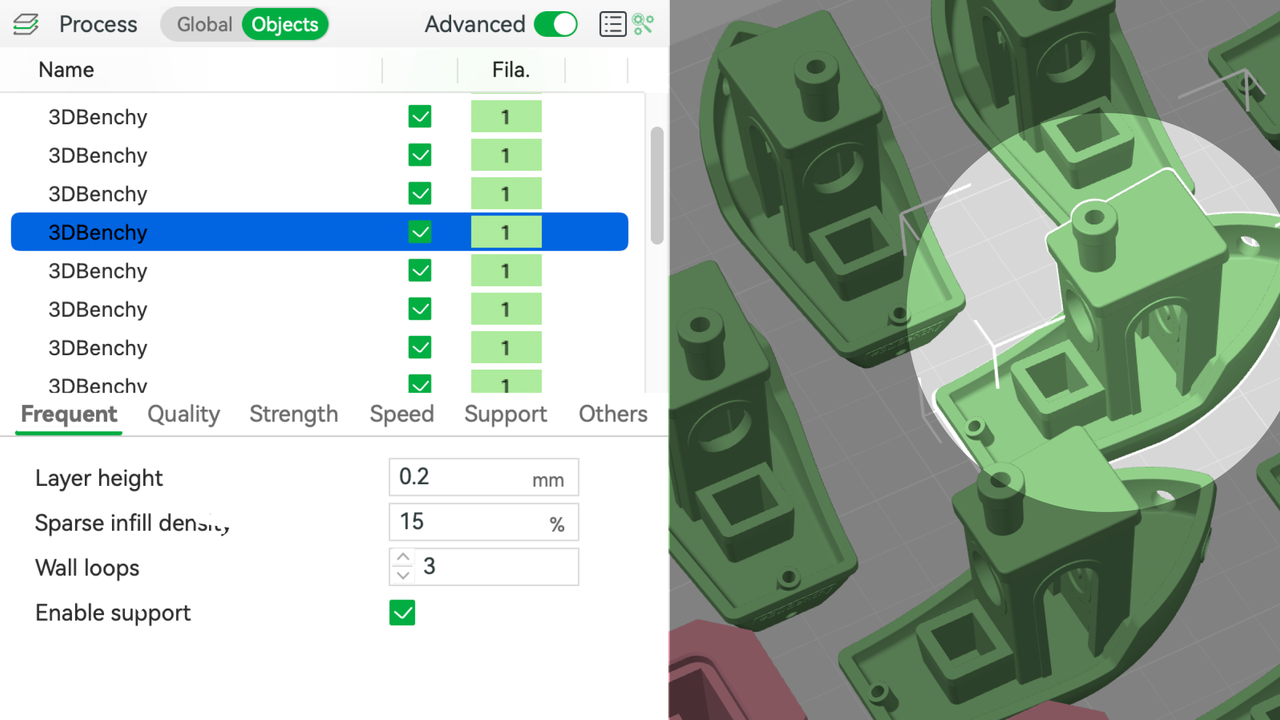 Process Global Objects Advanced
Name Fila.
3DBenchy 1
3DBenchy 1
3DBenchy 1
3DBenchy 1
3DBenchy 1
3DBenchy 1
3DBenchy 1
3DBenchy 1
Frequent Quality Strength Speed Support Others
Layer height 0.2 mm
Sparse infill density 15 %
Wall loops 3
Enable support